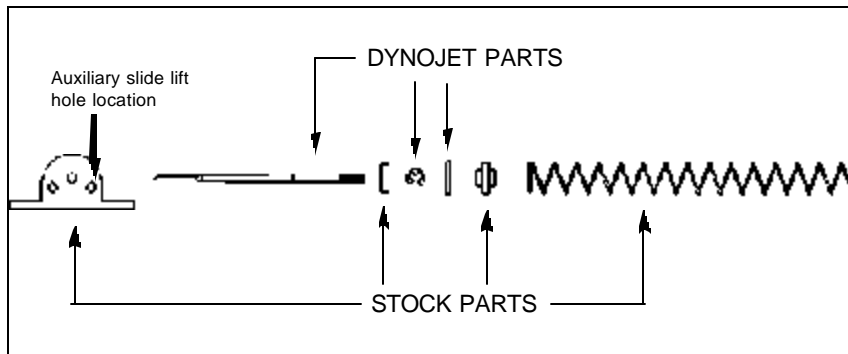 DYNOJET PARTS
Auxiliary slide lift
hole location
STOCK PARTS